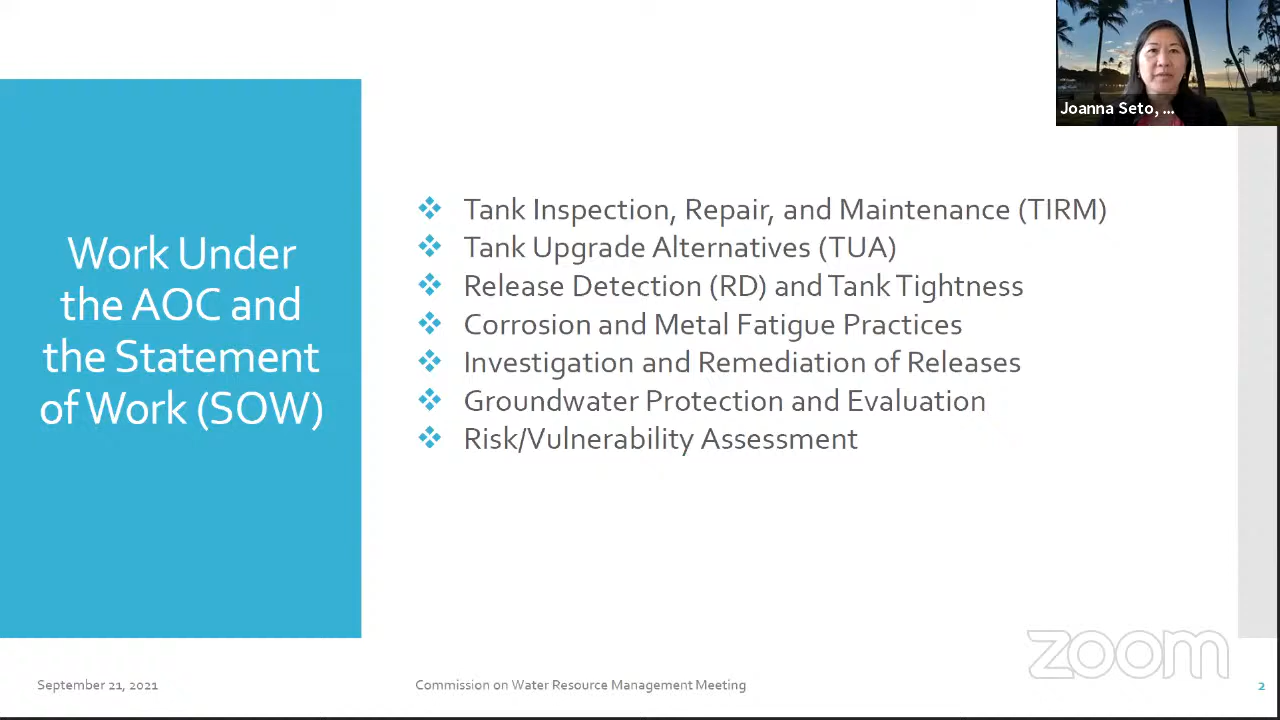 Joanna Seto, ...
Work Under
the AOC and
the Statement
of Work (SOW)
Tank Inspection, Repair, and Maintenance (TIRM)
Tank Upgrade Alternatives (TUA)
Release Detection (RD) and Tank Tightness
Corrosion and Metal Fatigue Practices
Investigation and Remediation of Releases
Groundwater Protection and Evaluation
Risk/Vulnerability Assessment
zoom
September 21, 2021
Commission on Water Resource Management Meeting
2